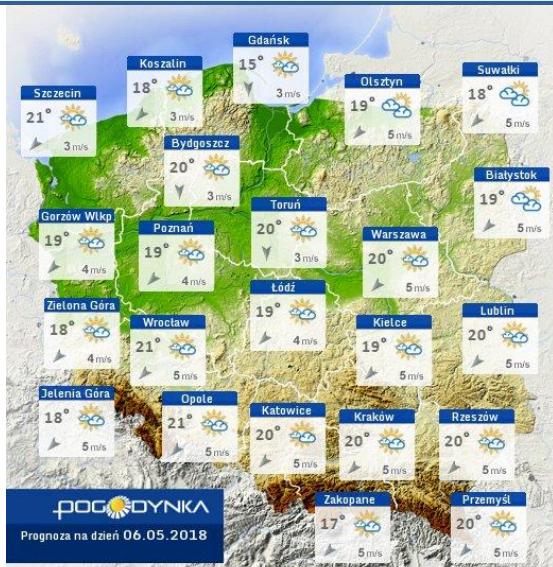 Gdańsk
15°
3 m/s
Koszalin
18°
3 m/s
Suwałki
18°
5 m/s
Olsztyn
19°
5 m/s
Szczecin
21°
3 m/s
Bydgoszcz
20°
3 m/s
Białystok
19°
5 m/s
Toruń
20°
3 m/s
Gorzów Wlkp
19°
4 m/s
Poznań
19°
4 m/s
Warszawa
20°
5 m/s
Łódź
19°
4 m/s
Zielona Góra
18°
4 m/s
Wrocław
21°
5 m/s
Kielce
19°
5 m/s
Lublin
20°
5 m/s
Jelenia Góra
18°
5 m/s
Opole
21°
5 m/s
Katowice
20°
5 m/s
Kraków
20°
5 m/s
Rzeszów
20°
5 m/s
Zakopane
17°
5 m/s
Przemyśl
20°
5 m/s
POGODYNKA
Prognoza na dzień 06.05.2018